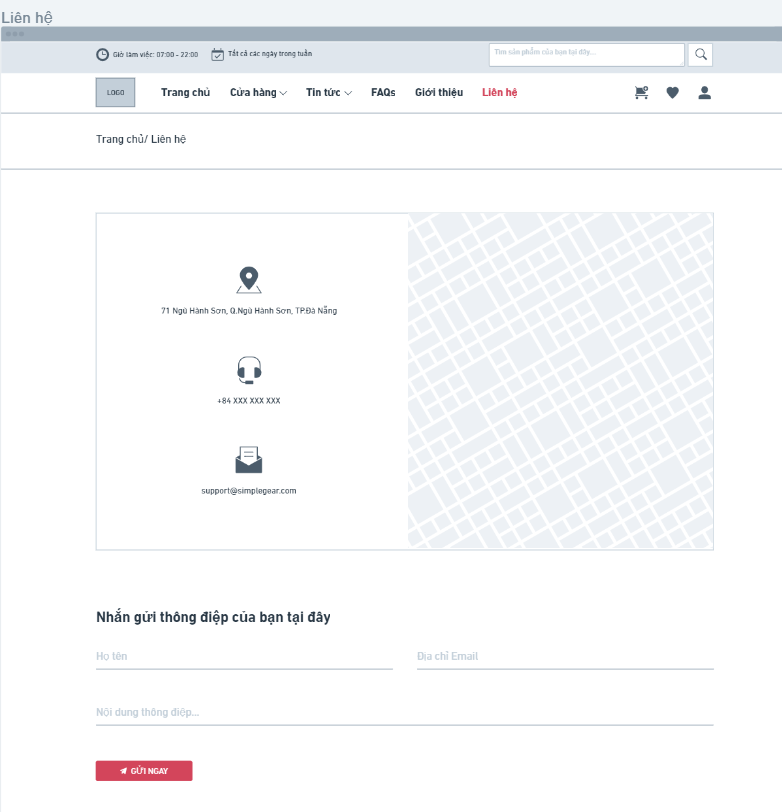 Liên hệ
Giờ làm việc: 07:00 - 22:00
Tất cả các ngày trong tuần
Tìm sản phẩm của bạn tại đây...
LOGO
Trang chủ
Cửa hàng
Tin tức
FAQs
Giới thiệu
Liên hệ
Trang chủ/ Liên hệ
71 Ngũ Hành Sơn, Q.Ngũ Hành Sơn, TP.Đà Nẵng
+84 XXX XXX XXX
support@simplegear.com
Nhắn gửi thông điệp của bạn tại đây
Họ tên
Địa chỉ Email
Nội dung thông điệp...
GỬI NGAY